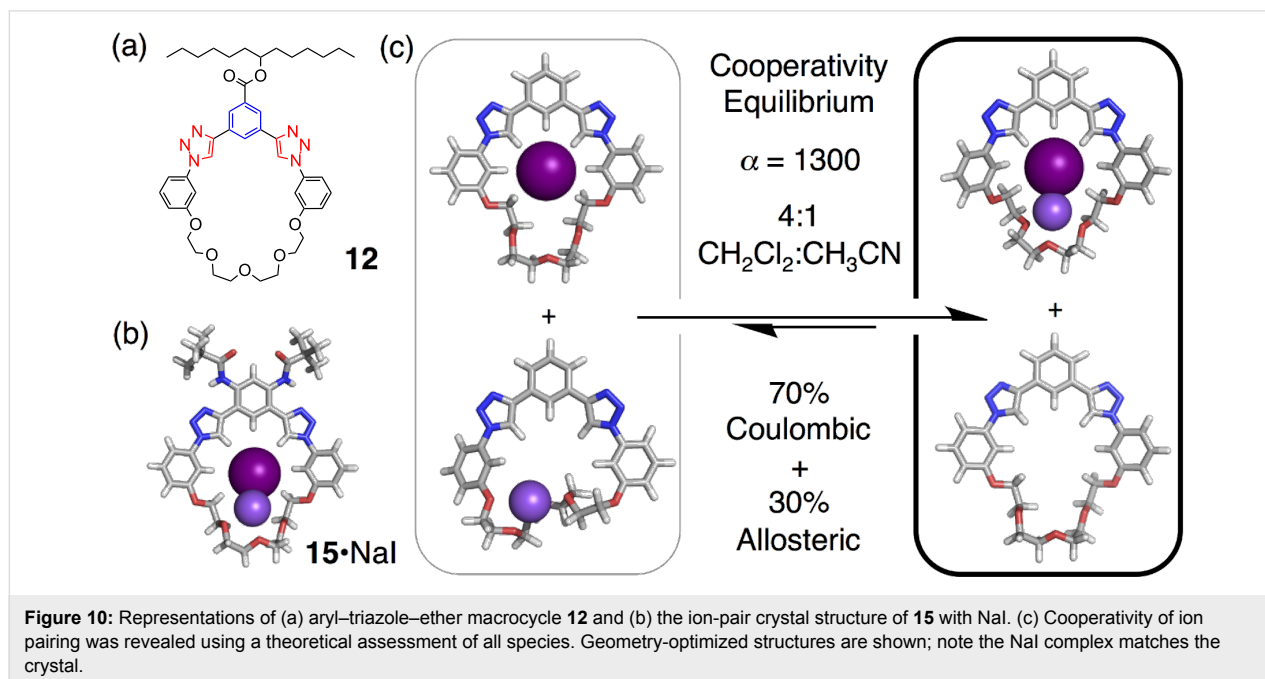 (a)
O
O
N
N
N
N
N
N
O
O
O
O
O
12
(b)
15•NaI
(c)
Cooperativity
Equilibrium
α = 1300
4:1
CH₂Cl₂:CH₃CN
+
+
70%
Coulombic
+
30%
Allosteric
Figure 10: Representations of (a) aryl–triazole–ether macrocycle 12 and (b) the ion-pair crystal structure of 15 with NaI. (c) Cooperativity of ion
pairing was revealed using a theoretical assessment of all species. Geometry-optimized structures are shown; note the NaI complex matches the
crystal.